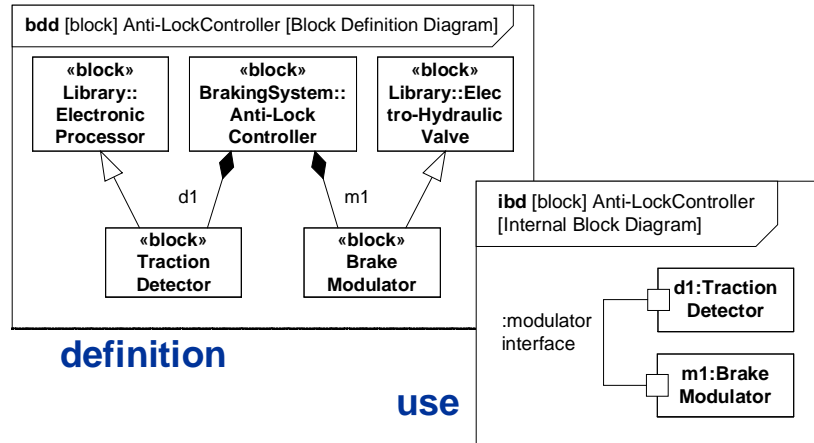 bdd [block] Anti-LockController [Block Definition Diagram]
«block»
Library::
Electronic
Processor
«block»
BrakingSystem::
Anti-Lock
Controller
«block»
Library::Elec
tro-Hydraulic
Valve
d1
m1
«block»
Traction
Detector
«block»
Brake
Modulator
definition
use
ibd [block] Anti-LockController
[Internal Block Diagram]
:modulator
interface
d1:Traction
Detector
m1:Brake
Modulator